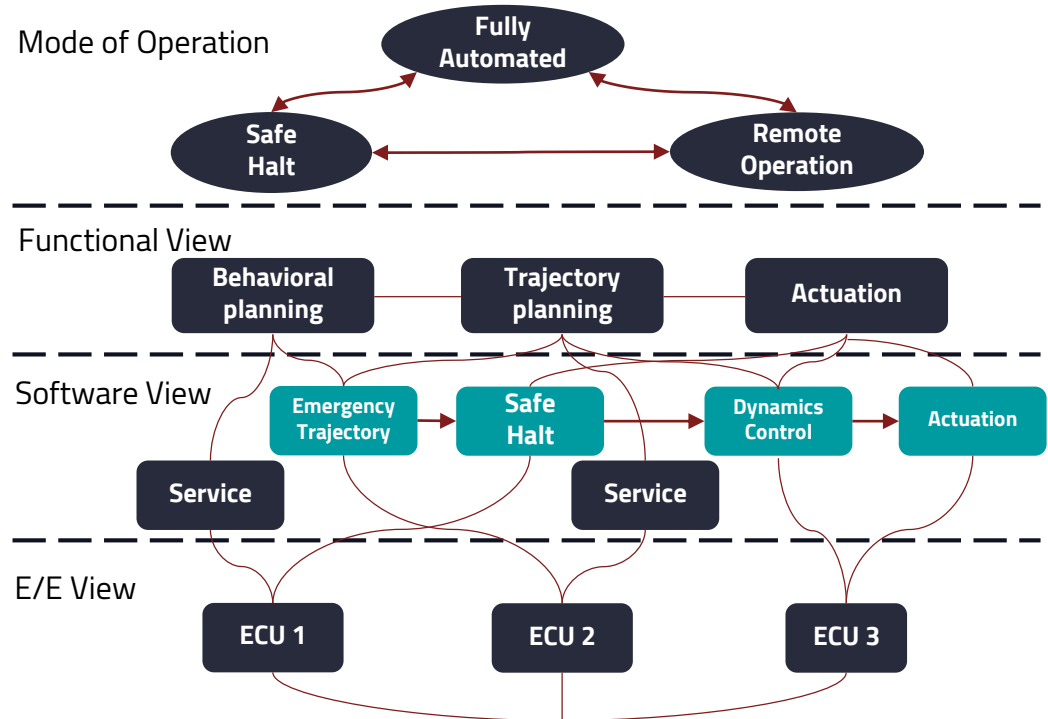 Mode of Operation
Fully
Automated
Safe
Halt
Remote
Operation
Functional View
Behavioral
planning
Trajectory
planning
Actuation
Software View
Emergency
Trajectory
Safe
Halt
Dynamics
Control
Actuation
Service
Service
E/E View
ECU 1
ECU 2
ECU 3